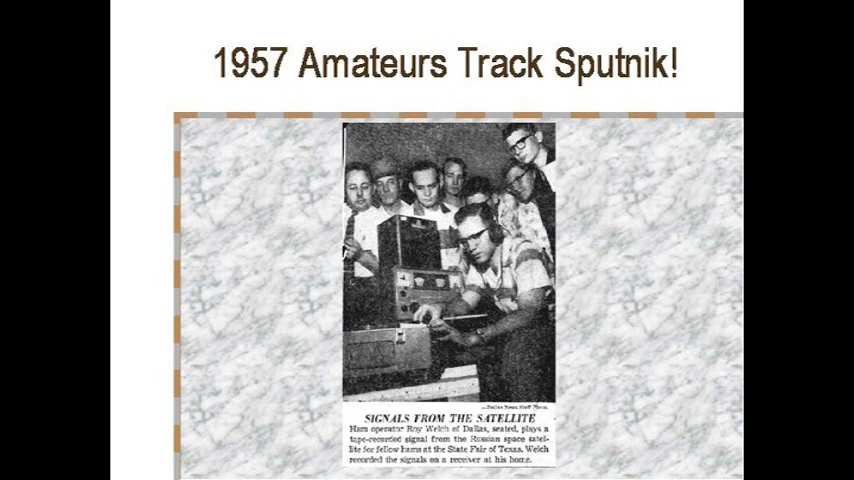 1957 Amateurs Track Sputnik!
—Dallas News Staff Photo.
SIGNALS FROM THE SATELLITE
Ham operator Roy Welch of Dallas, seated, plays a
tape-recorded signal from the Russian space satel-
lite for fellow hams at the State Fair of Texas. Welch
recorded the signals on a receiver at his home.